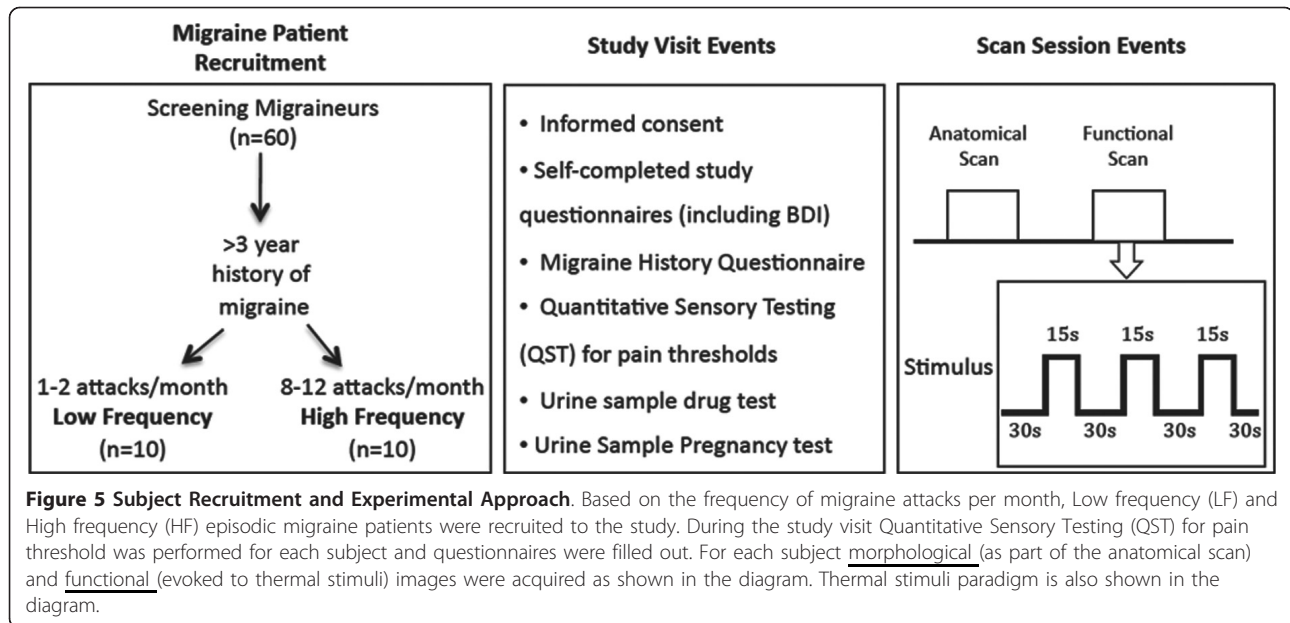 Migraine Patient
Recruitment
Screening Migraineurs
(n=60)
>3 year
history of
migraine
1-2 attacks/month
Low Frequency
(n=10)
8-12 attacks/month
High Frequency
(n=10)
Study Visit Events
• Informed consent
• Self-completed study
questionnaires (including BDI)
• Migraine History Questionnaire
• Quantitative Sensory Testing
(QST) for pain thresholds
• Urine sample drug test
• Urine Sample Pregnancy test
Scan Session Events
Anatomical
Scan
Functional
Scan
Stimulus
15s 15s 15s
30s 30s 30s 30s
Figure 5 Subject Recruitment and Experimental Approach. Based on the frequency of migraine attacks per month, Low frequency (LF) and
High frequency (HF) episodic migraine patients were recruited to the study. During the study visit Quantitative Sensory Testing (QST) for pain
threshold was performed for each subject and questionnaires were filled out. For each subject morphological (as part of the anatomical scan)
and functional (evoked to thermal stimuli) images were acquired as shown in the diagram. Thermal stimuli paradigm is also shown in the
diagram.